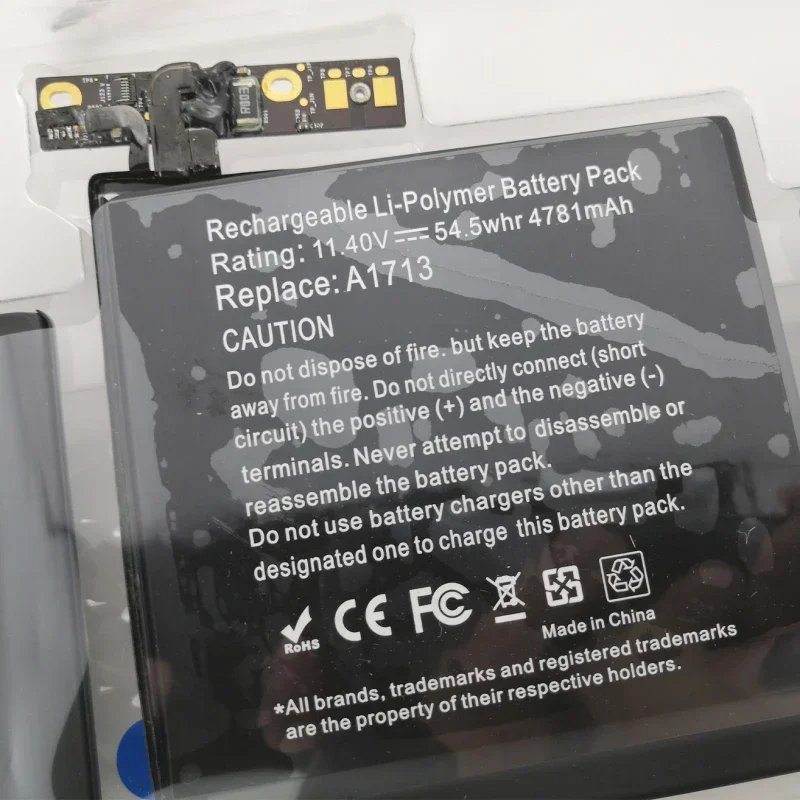 Rechargeable Li-Polymer Battery Pack
Rating: 11.40V 54.5whr 4781mAh
Replace: A1713
CAUTION
Do not dispose of fire. but keep the battery
away from fire. Do not directly connect (short
circuit) the positive (+) and the negative (-)
terminals. Never attempt to disassemble or
reassemble the battery pack.
Do not use battery chargers other than the
designated one to charge this battery pack.
RoHS CE FC
Made in China
*All brands, trademarks and registered trademarks
are the property of their respective holders.